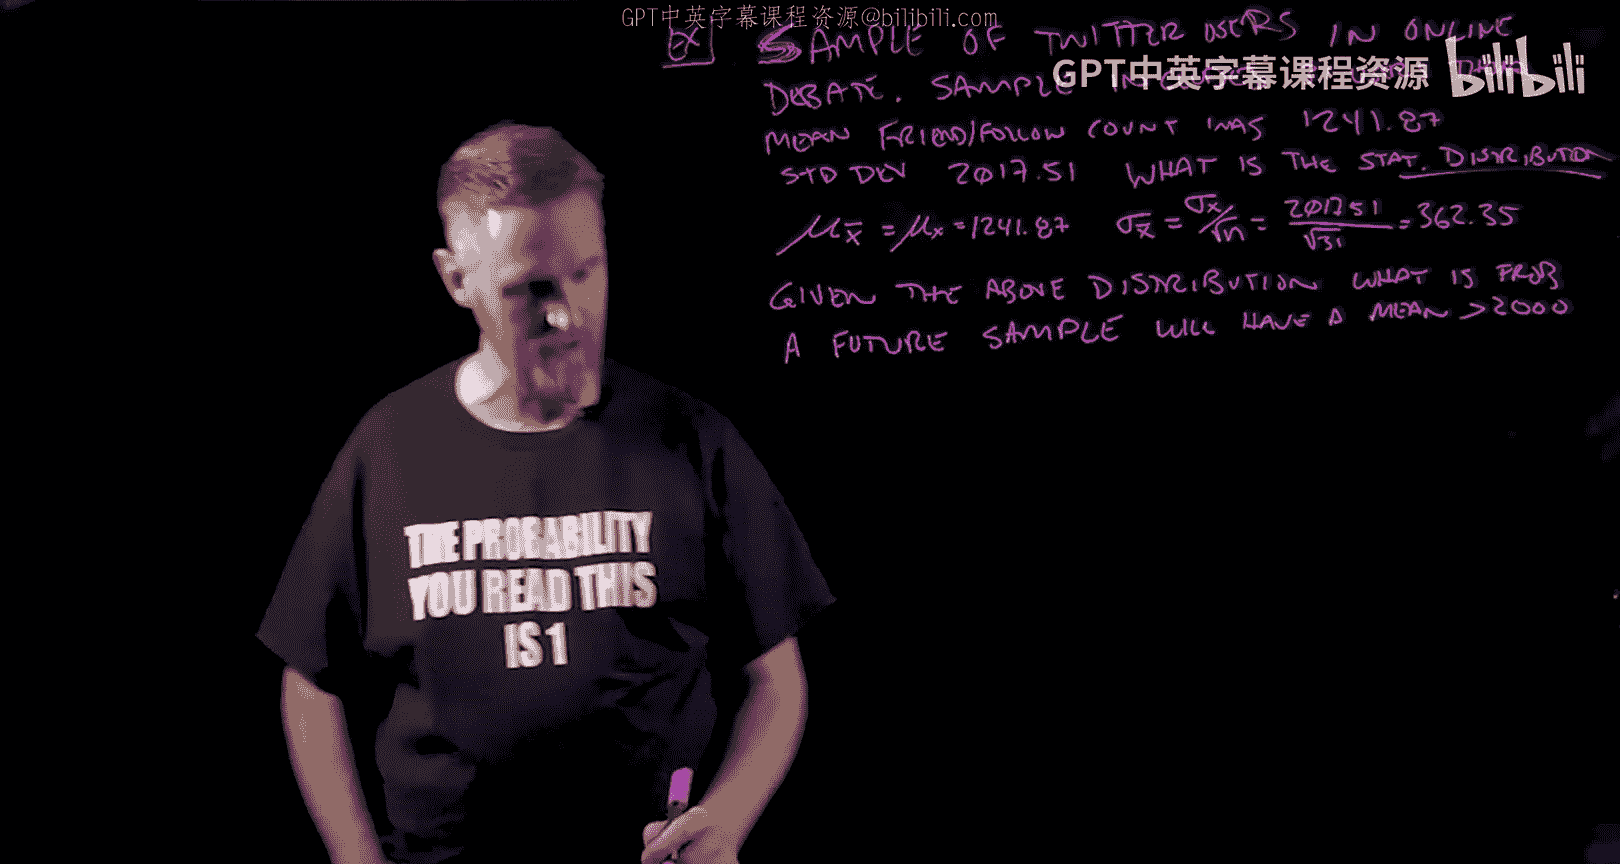 GPT中英字幕课程资源@bilibili.com
EX SAMPLE OF TWITTER USERS IN ONLINE
GPT中英字幕课程资源 bilibili
DEBATE. SAMPLE
MEAN FRIEND/FOLLOW COUNT WAS 1241.87
STD DEV 2017.51 WHAT IS THE STAT. DISTRIBUTION
μx̄ = μx = 1241.87 σx̄ = σx/√n = 201751/√31 = 362.35
GIVEN THE ABOVE DISTRIBUTION WHAT IS PROB
A FUTURE SAMPLE WILL HAVE A MEAN >2000
THE PROBABILITY
YOU READ THIS
IS 1